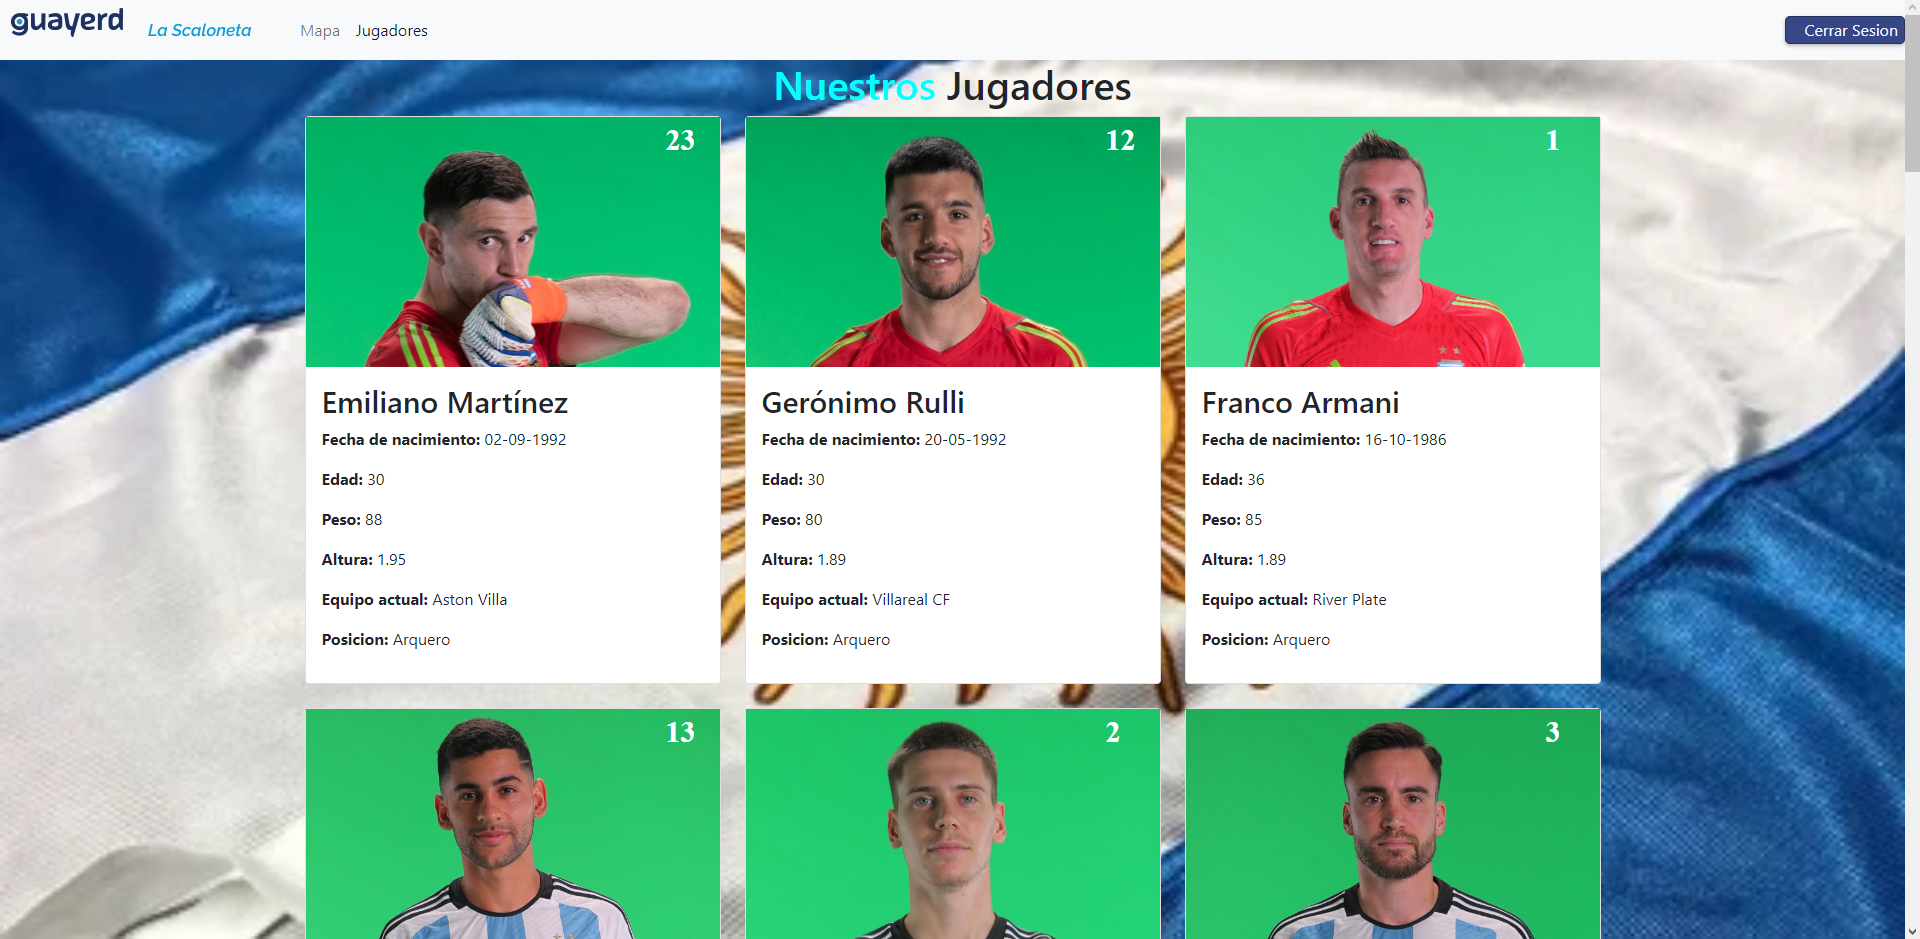 guayerd
La Scaloneta
Mapa
Jugadores
Cerrar Sesion
Nuestros Jugadores
23
12
1
Emiliano Martínez
Fecha de nacimiento: 02-09-1992
Edad: 30
Peso: 88
Altura: 1.95
Equipo actual: Aston Villa
Posicion: Arquero
Gerónimo Rulli
Fecha de nacimiento: 20-05-1992
Edad: 30
Peso: 80
Altura: 1.89
Equipo actual: Villareal CF
Posicion: Arquero
Franco Armani
Fecha de nacimiento: 16-10-1986
Edad: 36
Peso: 85
Altura: 1.89
Equipo actual: River Plate
Posicion: Arquero
13
2
3